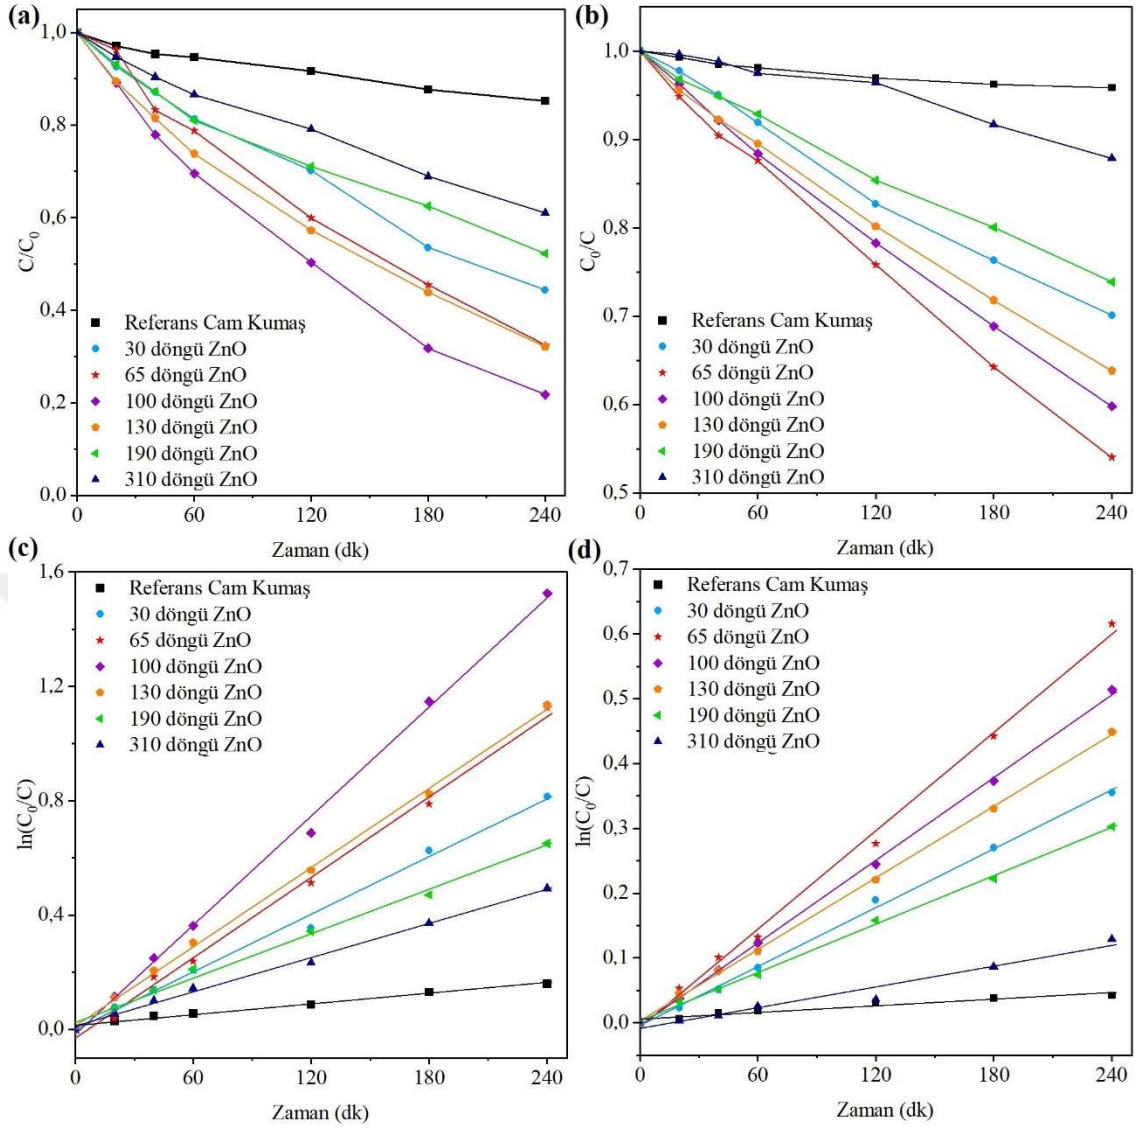 (a)
1,0
0,8
0,6
0,4
0,2
0,0
C/C0
Referans Cam Kumaş
30 döngü ZnO
65 döngü ZnO
100 döngü ZnO
130 döngü ZnO
190 döngü ZnO
310 döngü ZnO
0 60 120 180 240
Zaman (dk)
(b)
1,0
0,9
0,8
0,7
0,6
0,5
C0/C
Referans Cam Kumaş
30 döngü ZnO
65 döngü ZnO
100 döngü ZnO
130 döngü ZnO
190 döngü ZnO
310 döngü ZnO
0 60 120 180 240
Zaman (dk)
(c)
1,6
1,2
0,8
0,4
0,0
ln(C0/C)
Referans Cam Kumaş
30 döngü ZnO
65 döngü ZnO
100 döngü ZnO
130 döngü ZnO
190 döngü ZnO
310 döngü ZnO
0 60 120 180 240
Zaman (dk)
(d)
0,7
0,6
0,5
0,4
0,3
0,2
0,1
0,0
ln(C0/C)
Referans Cam Kumaş
30 döngü ZnO
65 döngü ZnO
100 döngü ZnO
130 döngü ZnO
190 döngü ZnO
310 döngü ZnO
0 60 120 180 240
Zaman (dk)